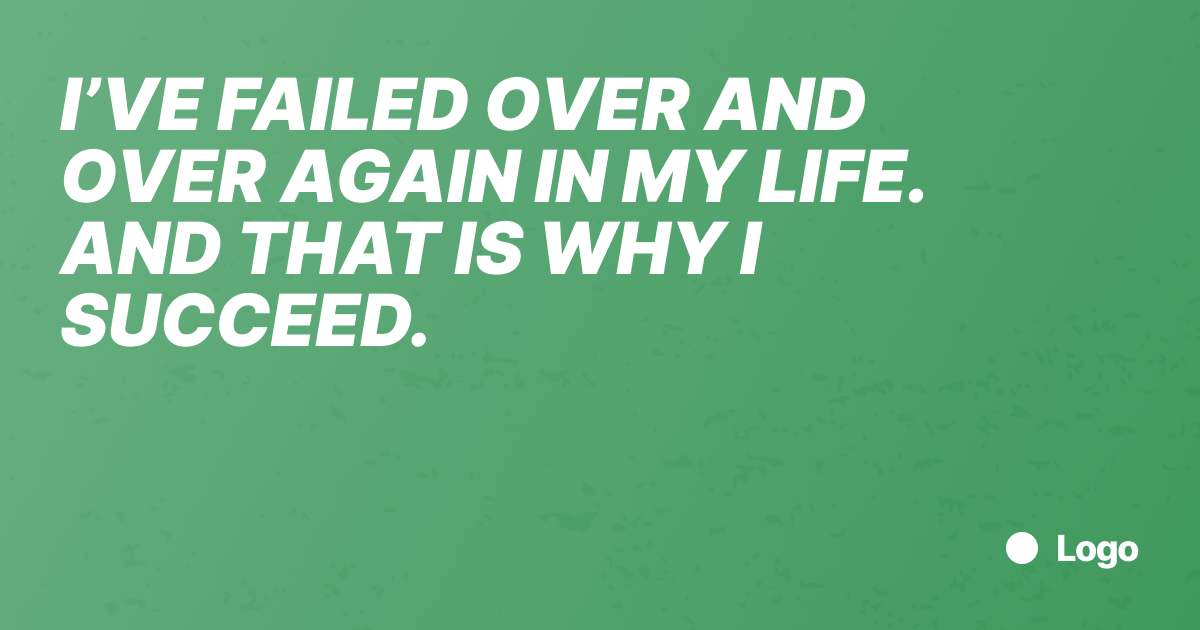 I’VE FAILED OVER AND
OVER AGAIN IN MY LIFE.
AND THAT IS WHY I
SUCCEED.
Logo